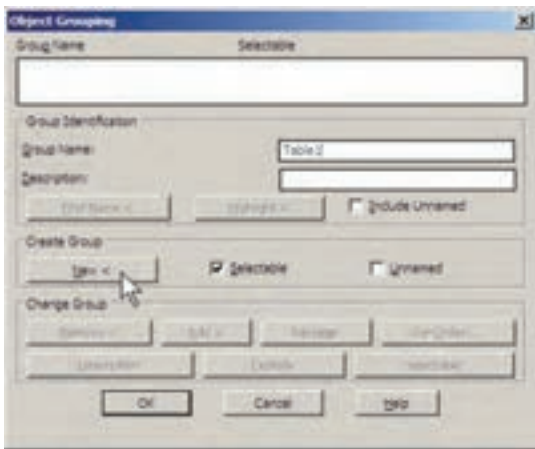 Object Grouping
Group Name Selectable
Group Identification
Group Name:
Description:
Find Name < Highlight < Include Unnamed
Create Group
New < Selectable Unnamed
Change Group
Remove < Add < Rename Re-Order...
Description Explode Selectable
OK Cancel Help